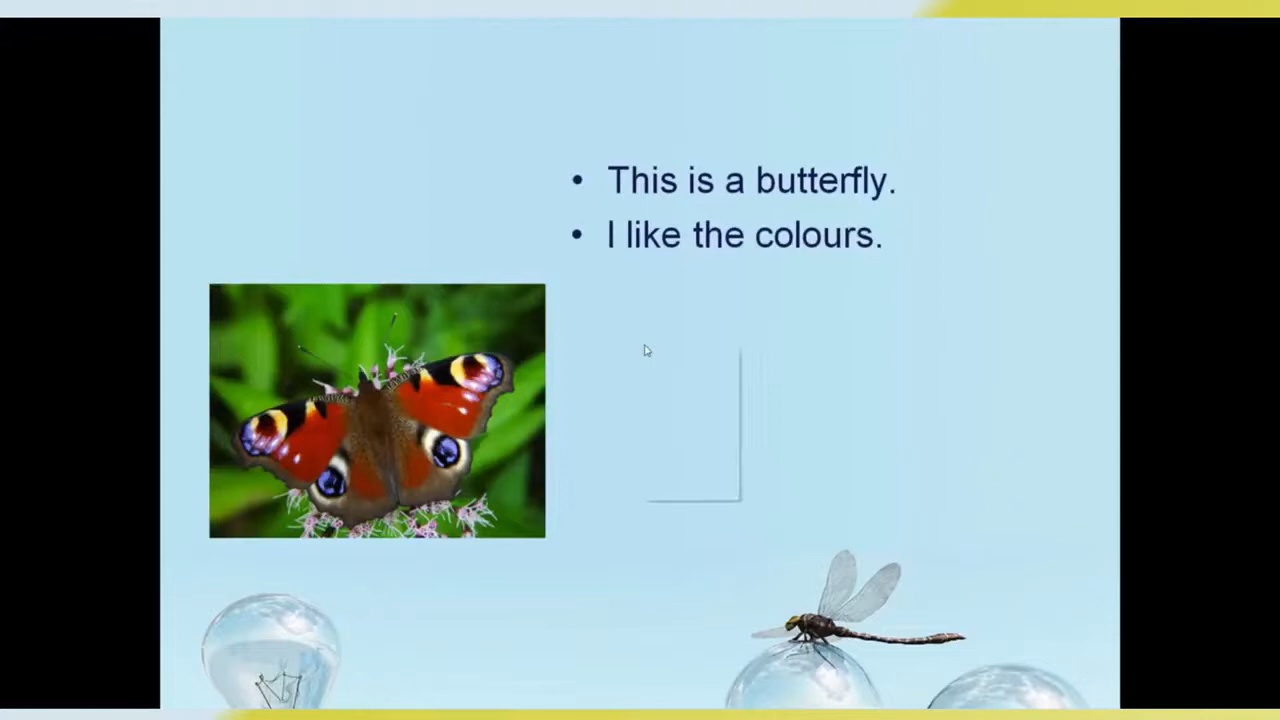 • This is a butterfly.
• I like the colours.